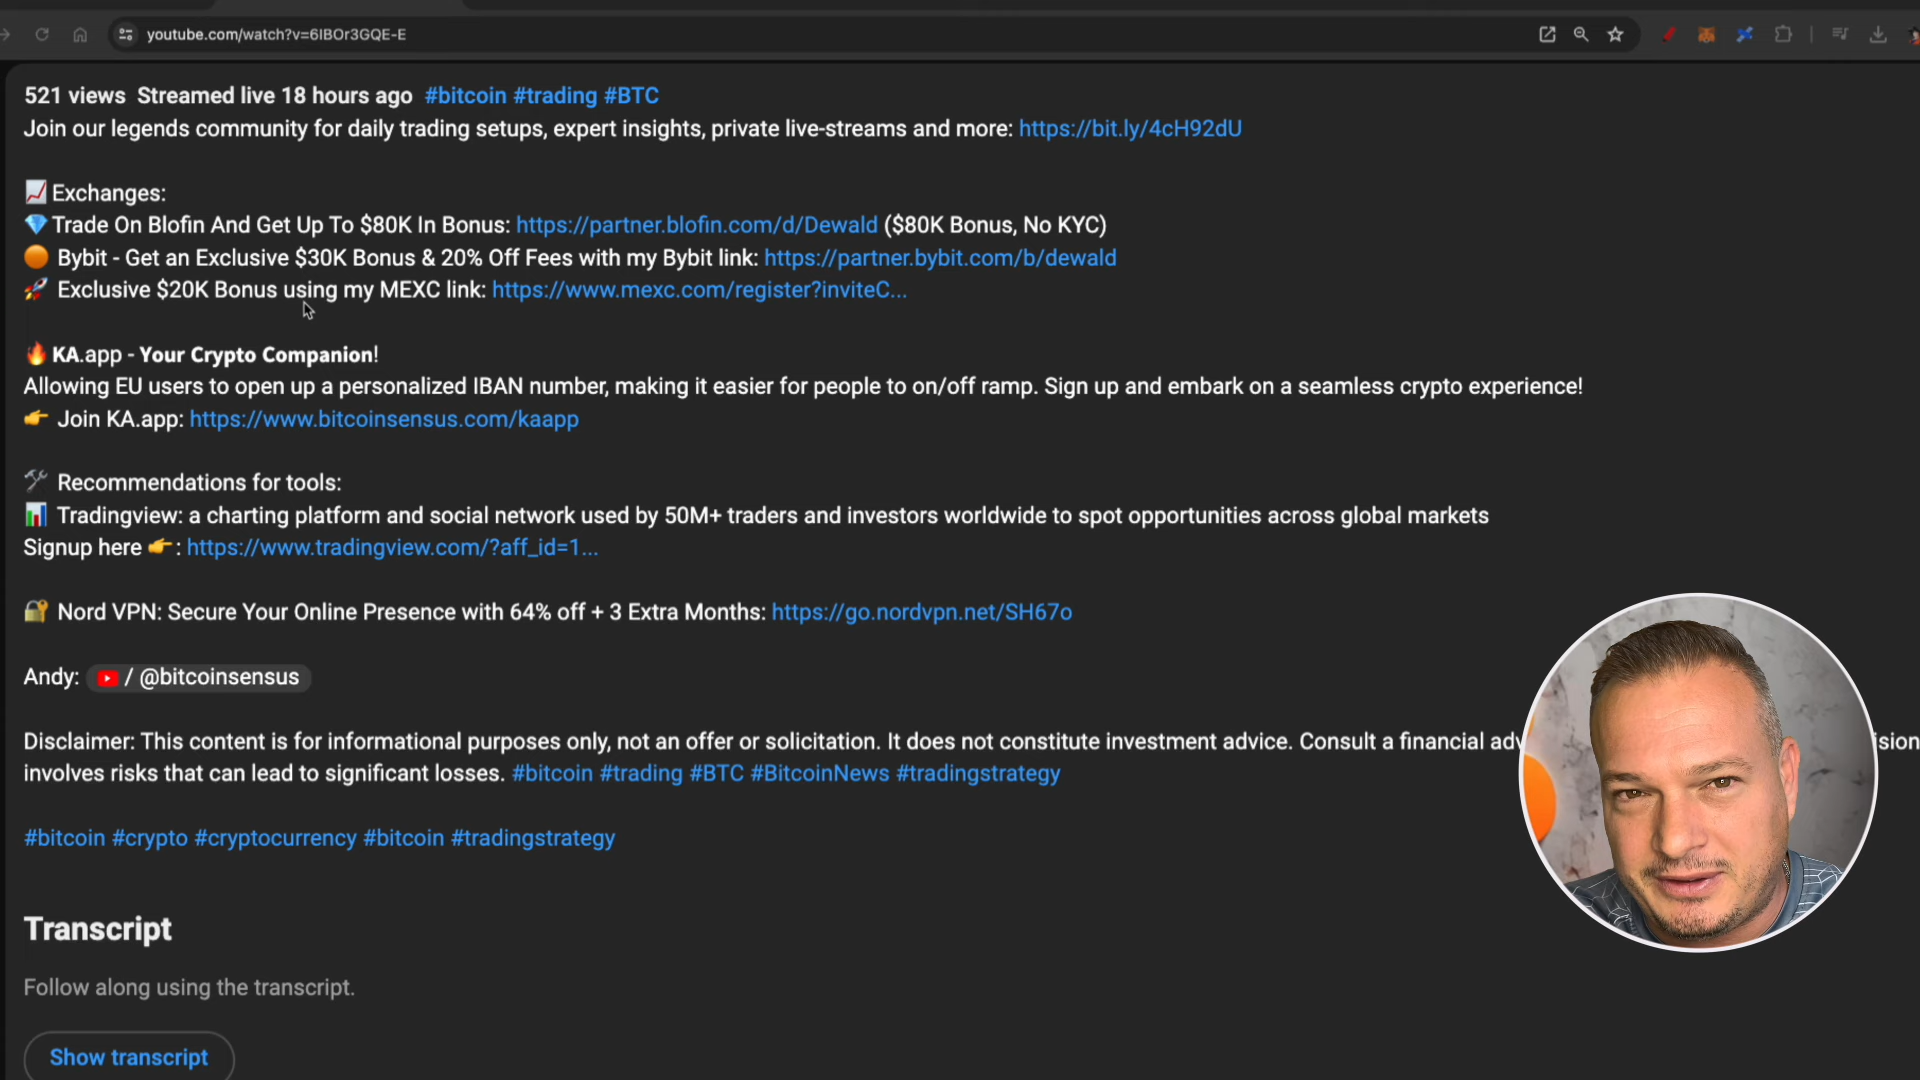 youtube.com/watch?v=6IBOr3GQE-E
521 views Streamed live 18 hours ago #bitcoin #trading #BTC
Join our legends community for daily trading setups, expert insights, private live-streams and more: https://bit.ly/4cH92dU
Exchanges:
Trade On Blofin And Get Up To $80K In Bonus: https://partner.blofin.com/d/Dewald ($80K Bonus, No KYC)
Bybit - Get an Exclusive $30K Bonus & 20% Off Fees with my Bybit link: https://partner.bybit.com/b/dewald
Exclusive $20K Bonus using my MEXC link: https://www.mexc.com/register?inviteC...
KA.app - Your Crypto Companion!
Allowing EU users to open up a personalized IBAN number, making it easier for people to on/off ramp. Sign up and embark on a seamless crypto experience!
Join KA.app: https://www.bitcoinsensus.com/kaapp
Recommendations for tools:
Tradingview: a charting platform and social network used by 50M+ traders and investors worldwide to spot opportunities across global markets
Signup here : https://www.tradingview.com/?aff_id=1...
Nord VPN: Secure Your Online Presence with 64% off + 3 Extra Months: https://go.nordvpn.net/SH67o
Andy: / @bitcoinsensus
Disclaimer: This content is for informational purposes only, not an offer or solicitation. It does not constitute investment advice. Consult a financial adv ision
involves risks that can lead to significant losses. #bitcoin #trading #BTC #BitcoinNews #tradingstrategy
#bitcoin #crypto #cryptocurrency #bitcoin #tradingstrategy
Transcript
Follow along using the transcript.
Show transcript